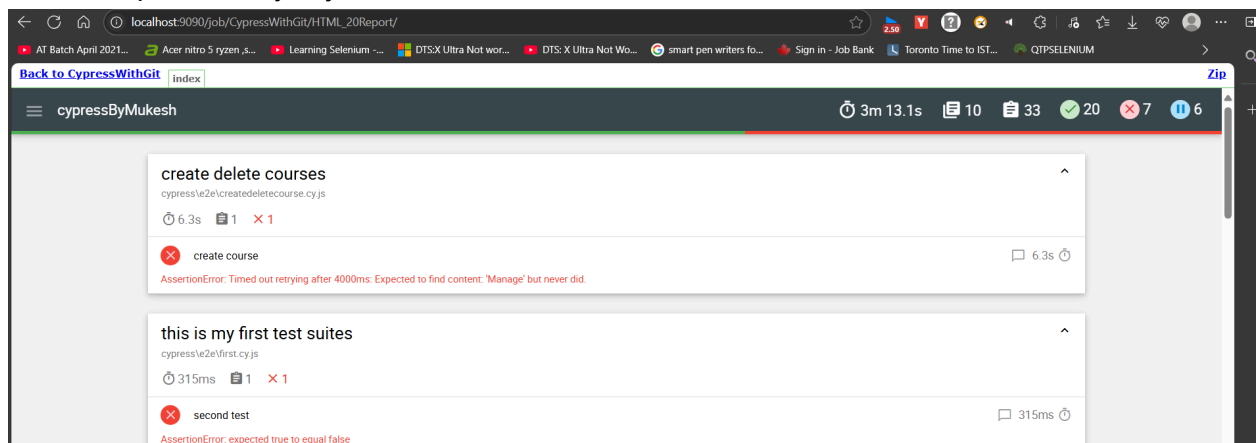 localhost:9090/job/CypressWithGit/HTML_20Report/
2.50
AT Batch April 2021... Acer nitro 5 ryzen ,s... Learning Selenium -... DTS:X Ultra Not wor... DTS: X Ultra Not Wo... smart pen writers fo... Sign in - Job Bank Toronto Time to IST... QTPSELENIUM
Back to CypressWithGit index Zip
cypressByMukesh 3m 13.1s 10 33 20 7 6
create delete courses
cypress\e2e\createdeletecourse.cy.js
6.3s 1 1
create course 6.3s
AssertionError: Timed out retrying after 4000ms: Expected to find content: 'Manage' but never did.
this is my first test suites
cypress\e2e\first.cy.js
315ms 1 1
second test 315ms
AssertionError: expected true to equal false